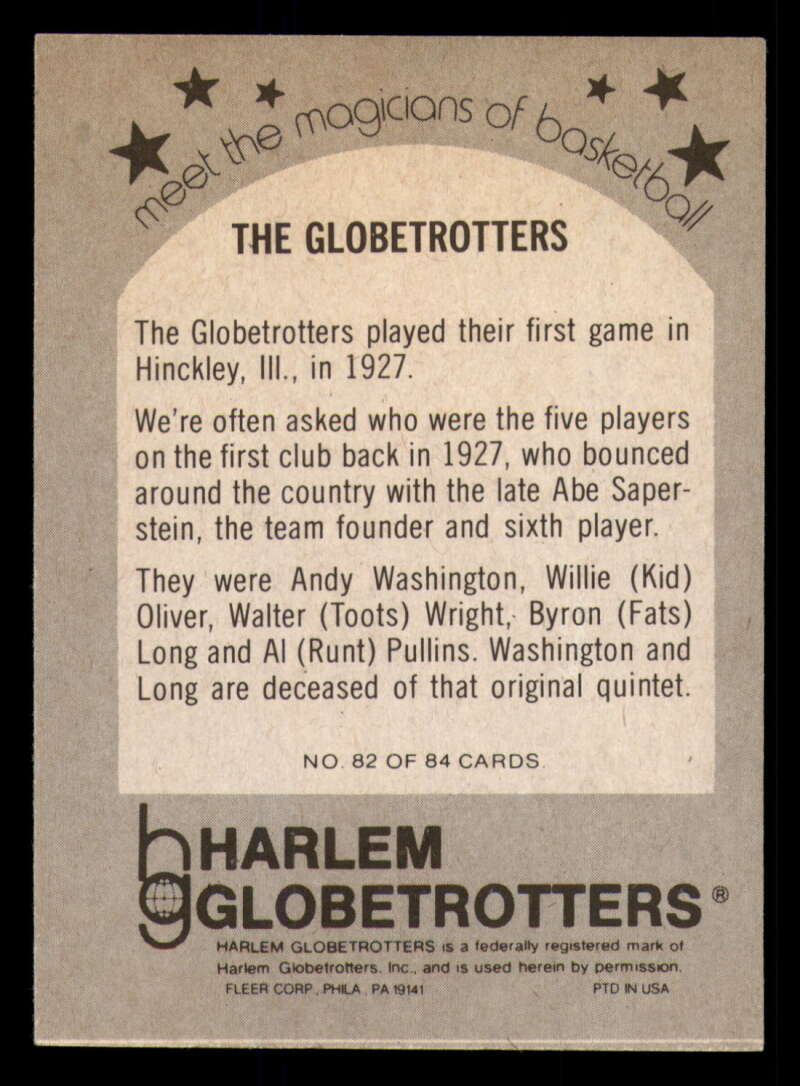 meet the magicians of basketball
THE GLOBETROTTERS
The Globetrotters played their first game in
Hinckley, Ill., in 1927.
We're often asked who were the five players
on the first club back in 1927, who bounced
around the country with the late Abe Saper-
stein, the team founder and sixth player.
They were Andy Washington, Willie (Kid)
Oliver, Walter (Toots) Wright, Byron (Fats)
Long and Al (Runt) Pullins. Washington and
Long are deceased of that original quintet.
NO. 82 OF 84 CARDS
hg HARLEM
GLOBETROTTERS®
HARLEM GLOBETROTTERS is a federally registered mark of
Harlem Globetrotters, Inc., and is used herein by permission.
FLEER CORP., PHILA., PA 19141 PTD IN USA